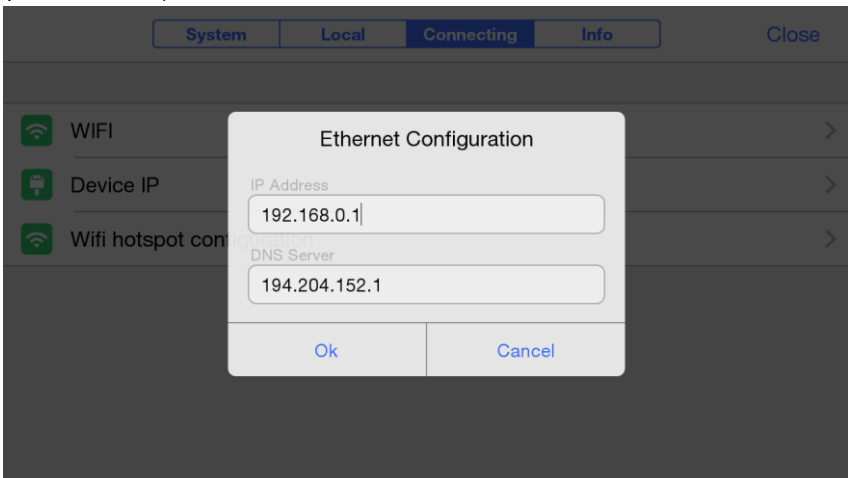 System Local Connecting Info Close
WIFI
Device IP
Wifi hotspot configuration
Ethernet Configuration
IP Address
192.168.0.1
DNS Server
194.204.152.1
Ok Cancel